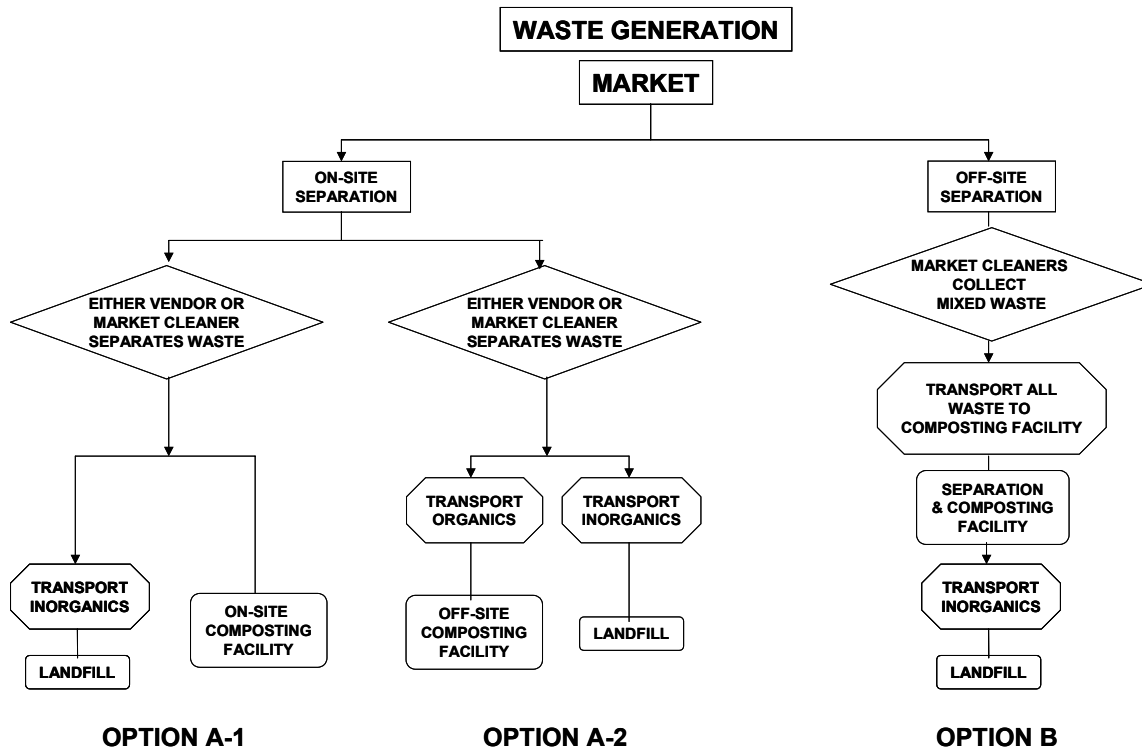 WASTE GENERATION
MARKET
ON-SITE
SEPARATION
OFF-SITE
SEPARATION
EITHER VENDOR OR
MARKET CLEANER
SEPARATES WASTE
EITHER VENDOR OR
MARKET CLEANER
SEPARATES WASTE
MARKET CLEANERS
COLLECT
MIXED WASTE
TRANSPORT ALL
WASTE TO
COMPOSTING FACILITY
TRANSPORT
ORGANICS
TRANSPORT
INORGANICS
SEPARATION
& COMPOSTING
FACILITY
TRANSPORT
INORGANICS
ON-SITE
COMPOSTING
FACILITY
OFF-SITE
COMPOSTING
FACILITY
LANDFILL
TRANSPORT
INORGANICS
LANDFILL
LANDFILL
OPTION A-1
OPTION A-2
OPTION B